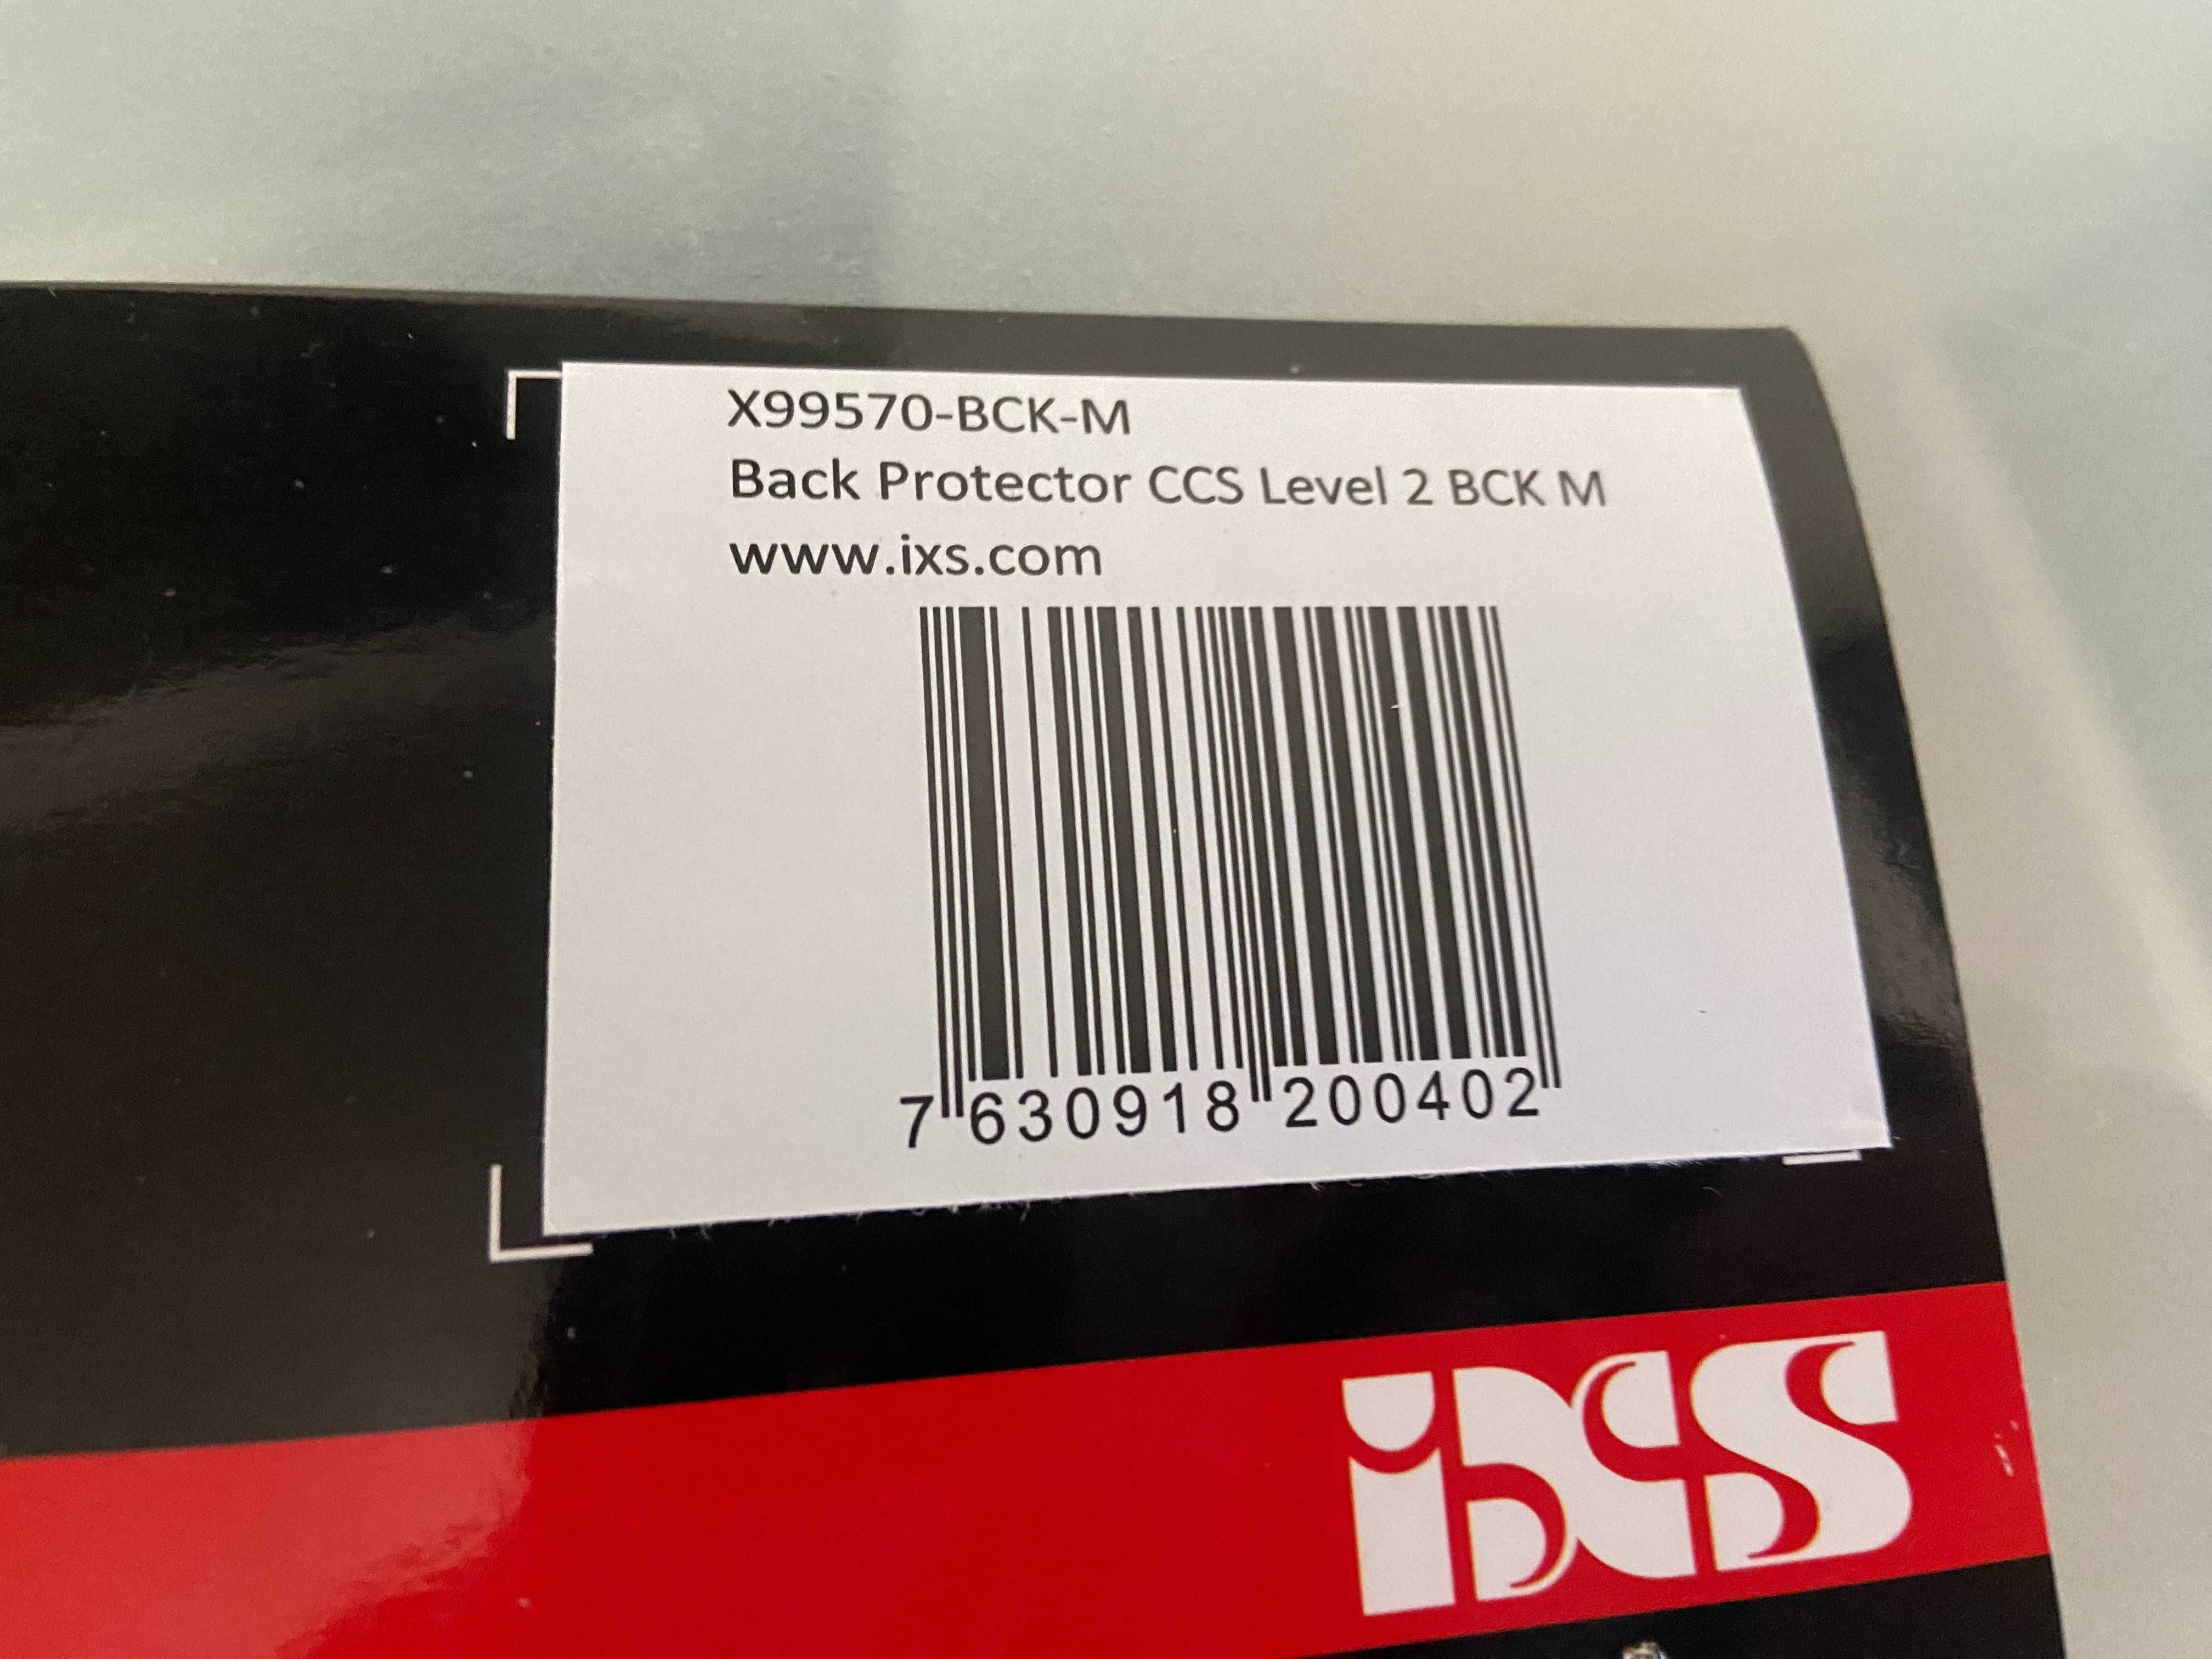 X99570-BCK-M
Back Protector CCS Level 2 BCK M
www.ixs.com
7 630918 200402
iXS